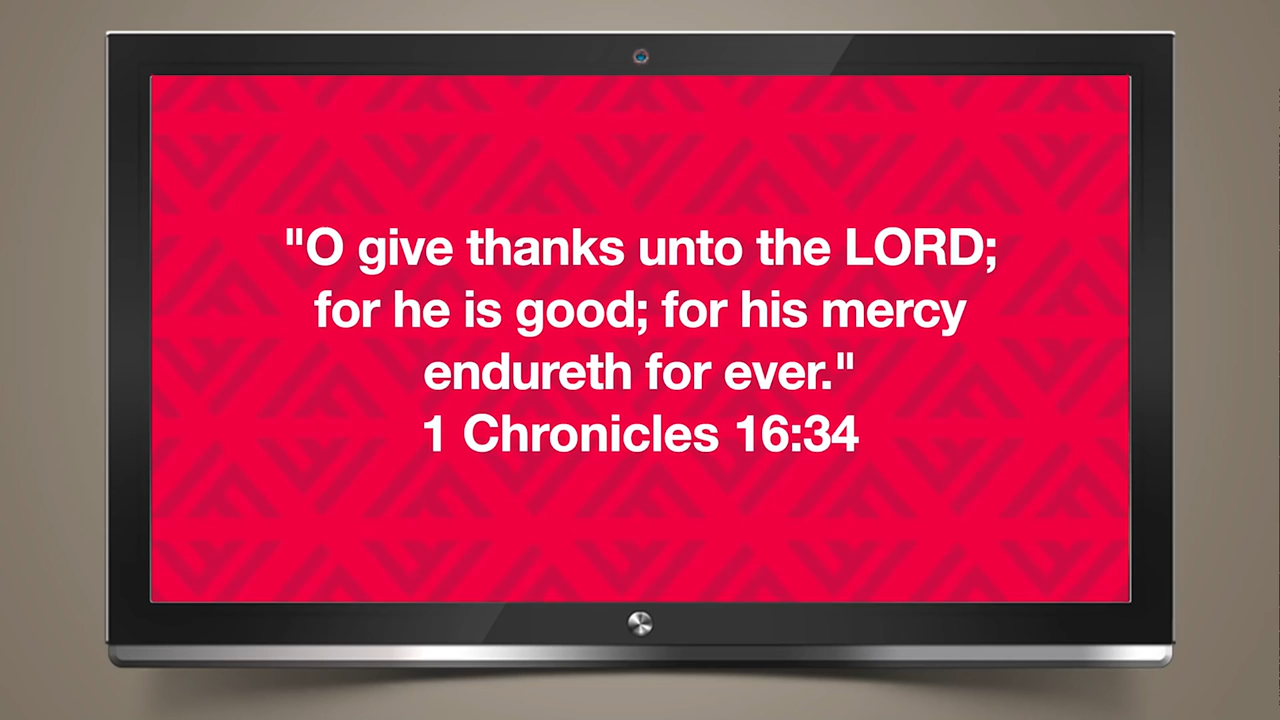 "O give thanks unto the LORD;
for he is good; for his mercy
endureth for ever."
1 Chronicles 16:34